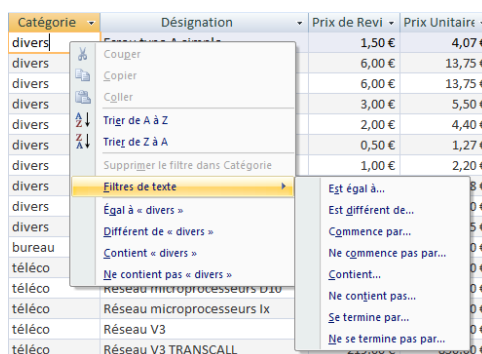 Catégorie Désignation Prix de Revi Prix Unitaire
divers 1,50 € 4,07 €
divers Couper 6,00 € 13,75 €
divers Copier 6,00 € 13,75 €
divers Coller 3,00 € 5,50 €
divers Trier de A à Z 2,00 € 4,40 €
divers Trier de Z à A 0,50 € 1,27 €
divers Supprimer le filtre dans Catégorie 1,00 € 2,20 €
divers Filtres de texte Est égal à...
divers Égal à « divers » Est différent de...
divers Différent de « divers » Commence par...
bureau Contient « divers » Ne commence pas par...
téléco Ne contient pas « divers » Contient...
téléco Réseau microprocesseurs D10 Ne contient pas...
téléco Réseau microprocesseurs Ix Se termine par...
téléco Réseau V3 Ne se termine pas par...
téléco Réseau V3 TRANSCALL